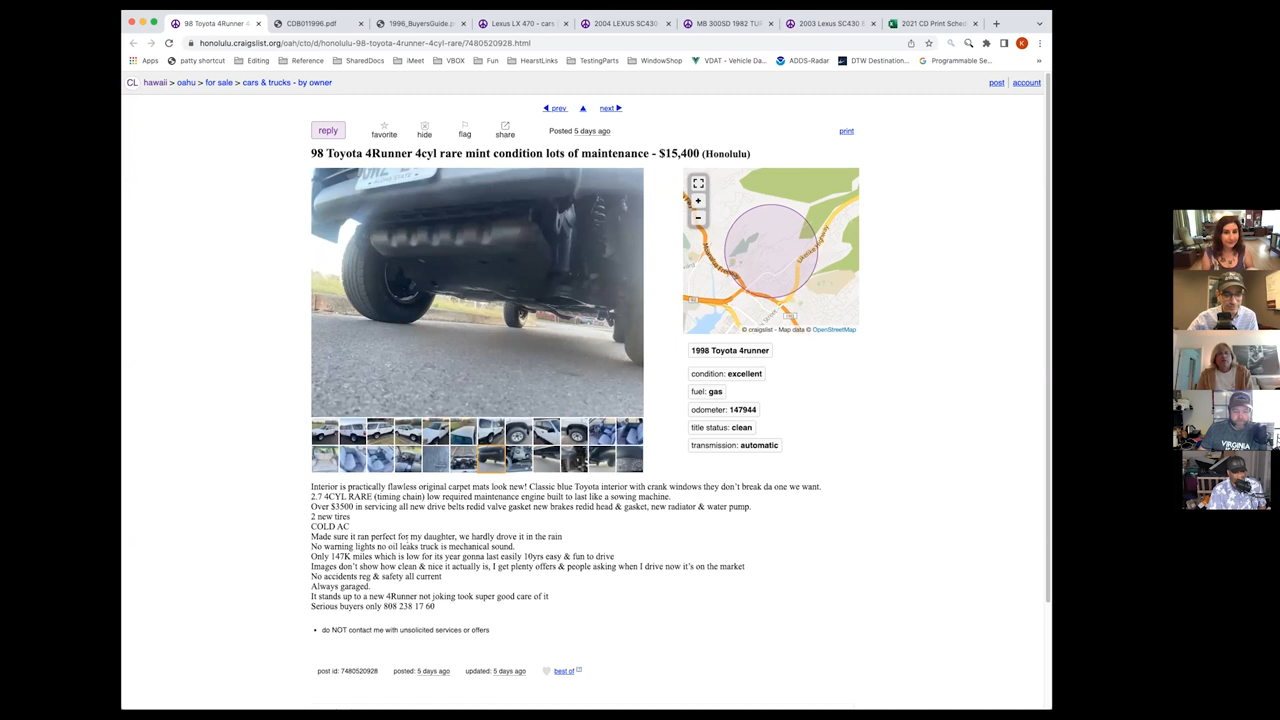 98 Toyota 4Runner 4
CDB011996.pdf
1996_BuyersGuide.p
Lexus LX 470 - cars
2004 LEXUS SC430
MB 300SD 1982 TUR
2003 Lexus SC430
2021 CD Print Sched
honolulu.craigslist.org/oah/cto/d/honolulu-98-toyota-4runner-4cyl-rare/7480520928.html
K
Apps
patty shortcut
Editing
Reference
SharedDocs
iMeet
VBOX
Fun
HearstLinks
TestingParts
WindowShop
VDAT - Vehicle Da...
ADDS-Radar
DTW Destination...
Programmable Se...
CL hawaii > oahu > for sale > cars & trucks - by owner
post account
prev next
reply
favorite
hide
flag
share
Posted 5 days ago
print
98 Toyota 4Runner 4cyl rare mint condition lots of maintenance - $15,400 (Honolulu)
+
−
Likelike Highway
© craigslist - Map data © OpenStreetMap
1998 Toyota 4runner
condition: excellent
fuel: gas
odometer: 147944
title status: clean
transmission: automatic
Interior is practically flawless original carpet mats look new! Classic blue Toyota interior with crank windows they don't break da one we want.
2.7 4CYL RARE (timing chain) low required maintenance engine built to last like a sowing machine.
Over $3500 in servicing all new drive belts redid valve gasket new brakes redid head & gasket, new radiator & water pump.
2 new tires
COLD AC
Made sure it ran perfect for my daughter, we hardly drove it in the rain
No warning lights no oil leaks truck is mechanical sound.
Only 147K miles which is low for its year gonna last easily 10yrs easy & fun to drive
Images don't show how clean & nice it actually is, I get plenty offers & people asking when I drive now it's on the market
No accidents reg & safety all current
Always garaged.
It stands up to a new 4Runner not joking took super good care of it
Serious buyers only 808 238 17 60
• do NOT contact me with unsolicited services or offers
post id: 7480520928
posted: 5 days ago
updated: 5 days ago
best of [?]
VIRGINIA